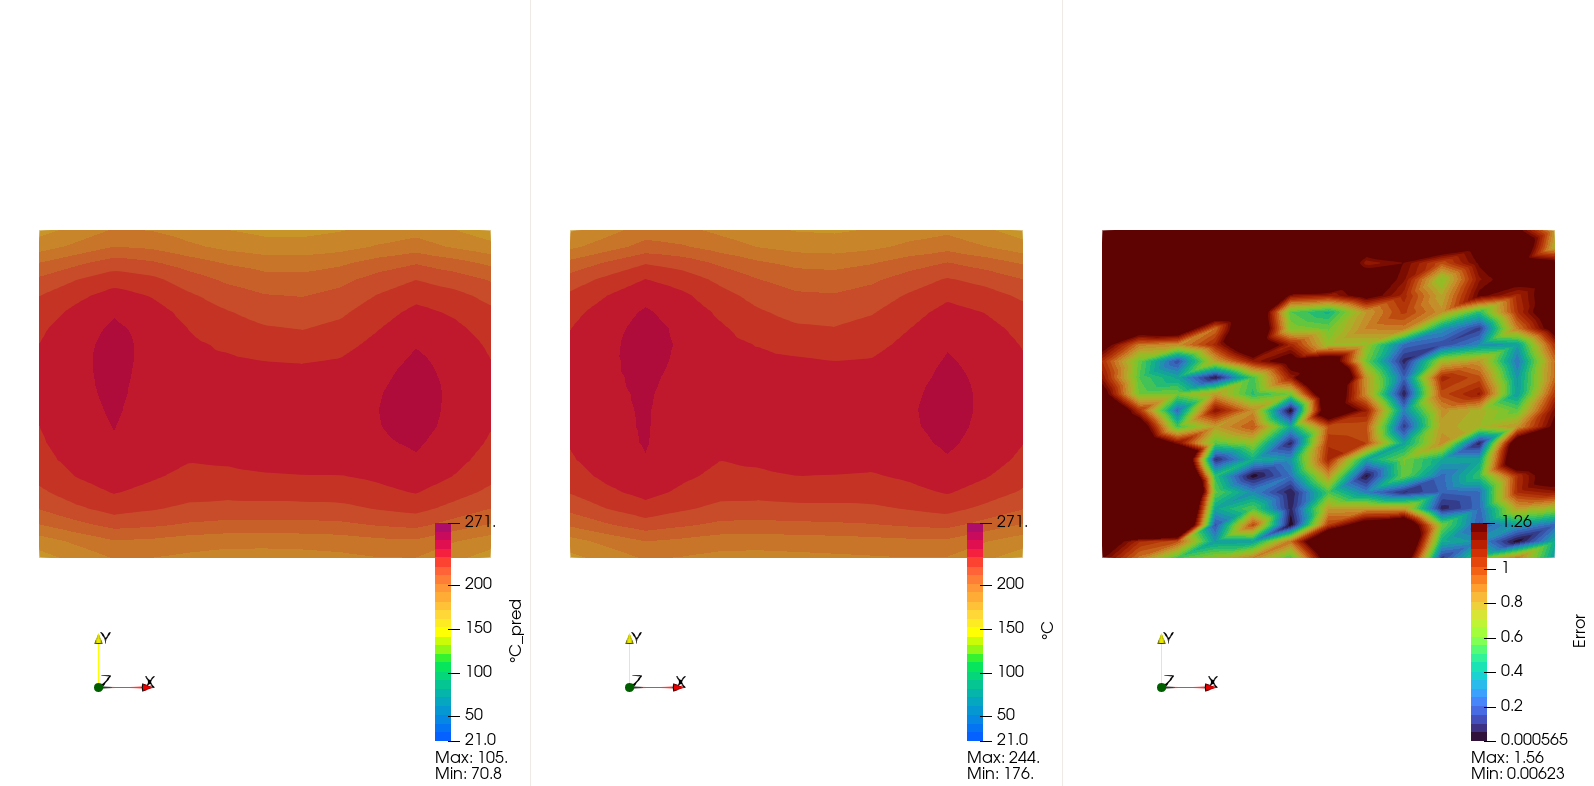 271.
200
150
100
50
21.0
°C_pred
Max: 105.
Min: 70.8
Y
Z
X
271.
200
150
100
50
21.0
°C
Max: 244.
Min: 176.
Y
Z
X
1.26
1
0.8
0.6
0.4
0.2
0.000565
Error
Max: 1.56
Min: 0.00623
Y
Z
X